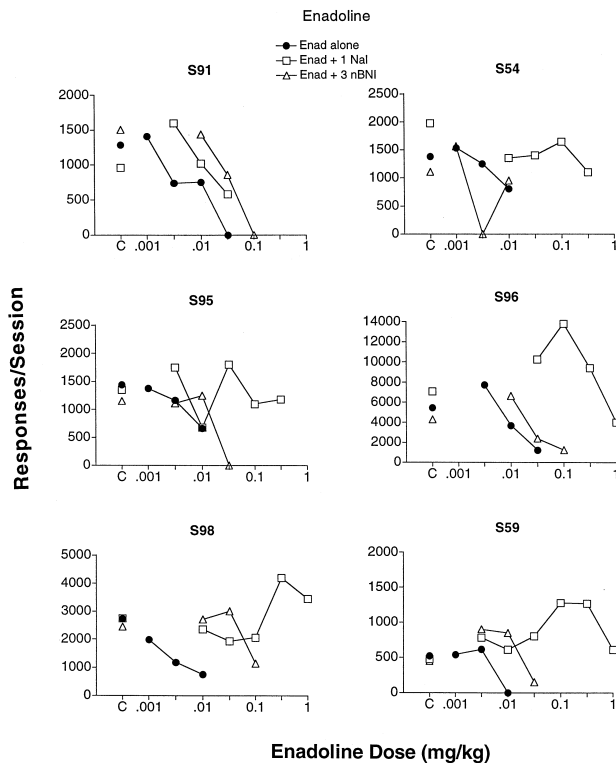 Enadoline
Enad alone
Enad + 1 Nal
Enad + 3 nBNI
S91
2000
1500
1000
500
0
C .001 .01 0.1 1
S54
2500
2000
1500
1000
500
0
C .001 .01 0.1 1
S95
2500
2000
1500
1000
500
0
C .001 .01 0.1 1
S96
14000
12000
10000
8000
6000
4000
2000
0
C .001 .01 0.1 1
S98
5000
4000
3000
2000
1000
0
C .001 .01 0.1 1
S59
2000
1500
1000
500
0
C .001 .01 0.1 1
Responses/Session
Enadoline Dose (mg/kg)